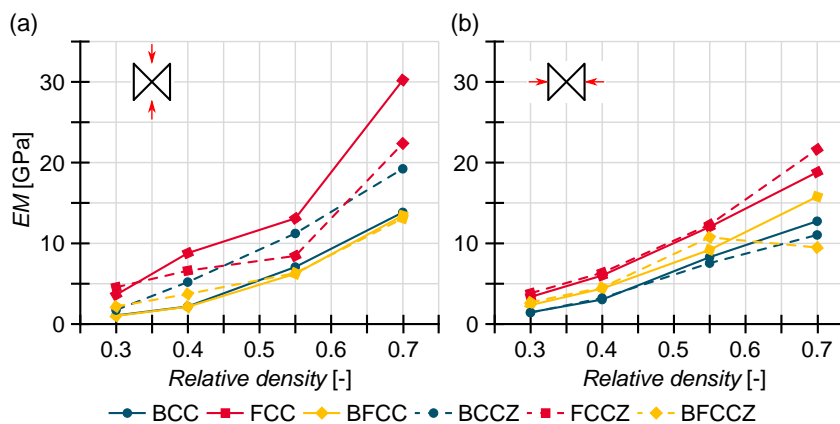 (a)
(b)
30
20
10
0
EM [GPa]
0.3 0.4 0.5 0.6 0.7
Relative density [-]
30
20
10
0
0.3 0.4 0.5 0.6 0.7
Relative density [-]
BCC FCC BFCC BCCZ FCCZ BFCCZ